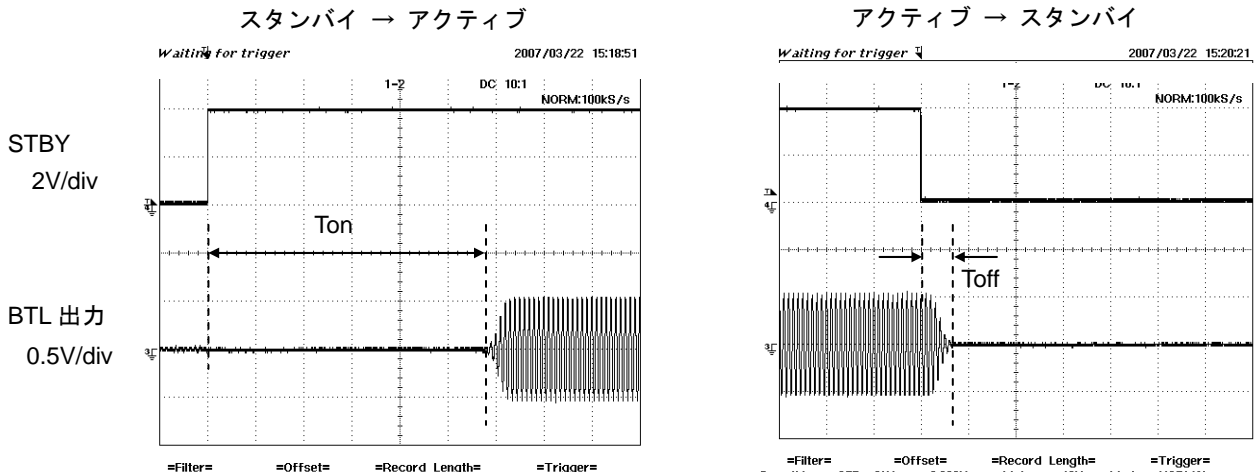 スタンバイ → アクティブ
Waiting for trigger
2007/03/22 15:18:51
DC 10:1
NORM:100kS/s
STBY
2V/div
Ton
BTL 出力
0.5V/div
=Filter=
=Offset=
=Record Length=
=Trigger=
アクティブ → スタンバイ
Waiting for trigger
2007/03/22 15:20:21
NORM:100kS/s
Toff
=Filter=
=Offset=
=Record Length=
=Trigger=